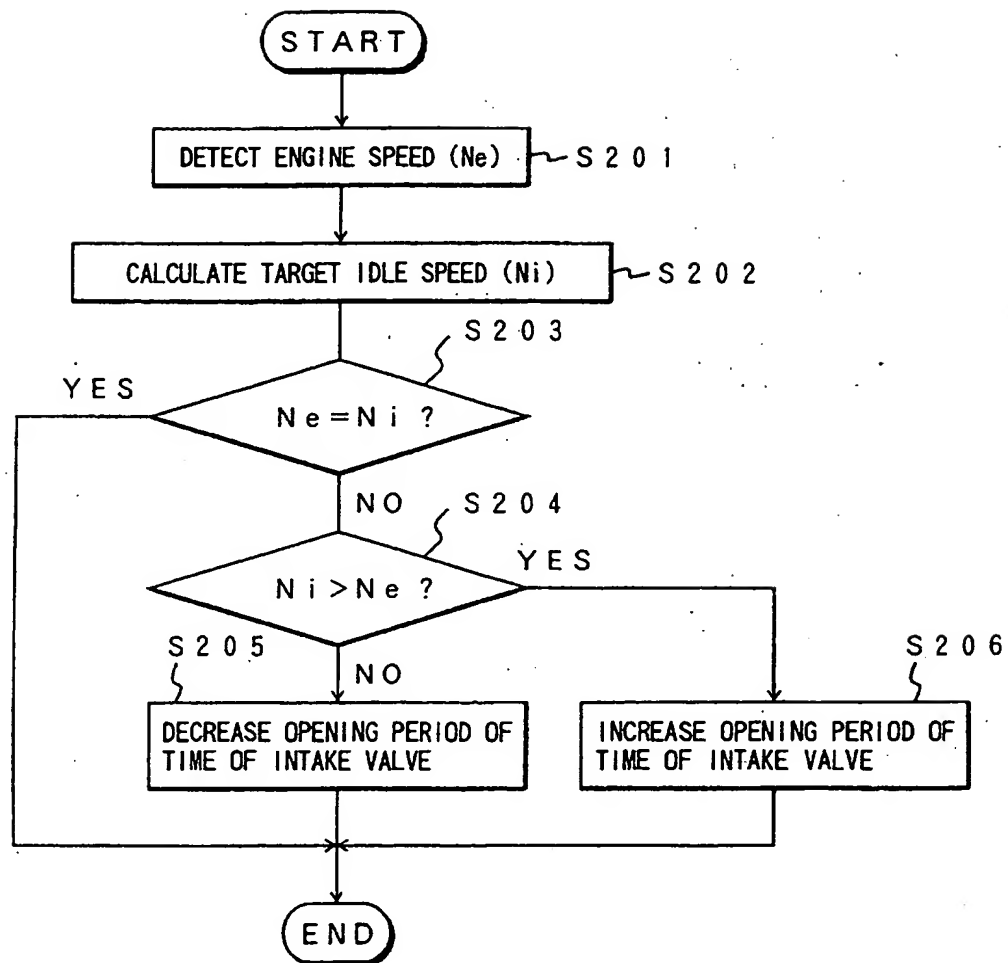 START
DETECT ENGINE SPEED (Ne)
S201
CALCULATE TARGET IDLE SPEED (Ni)
S202
S203
YES
Ne=Ni ?
NO
S204
YES
Ni>Ne ?
S205
NO
S206
DECREASE OPENING PERIOD OF
TIME OF INTAKE VALVE
INCREASE OPENING PERIOD OF
TIME OF INTAKE VALVE
END